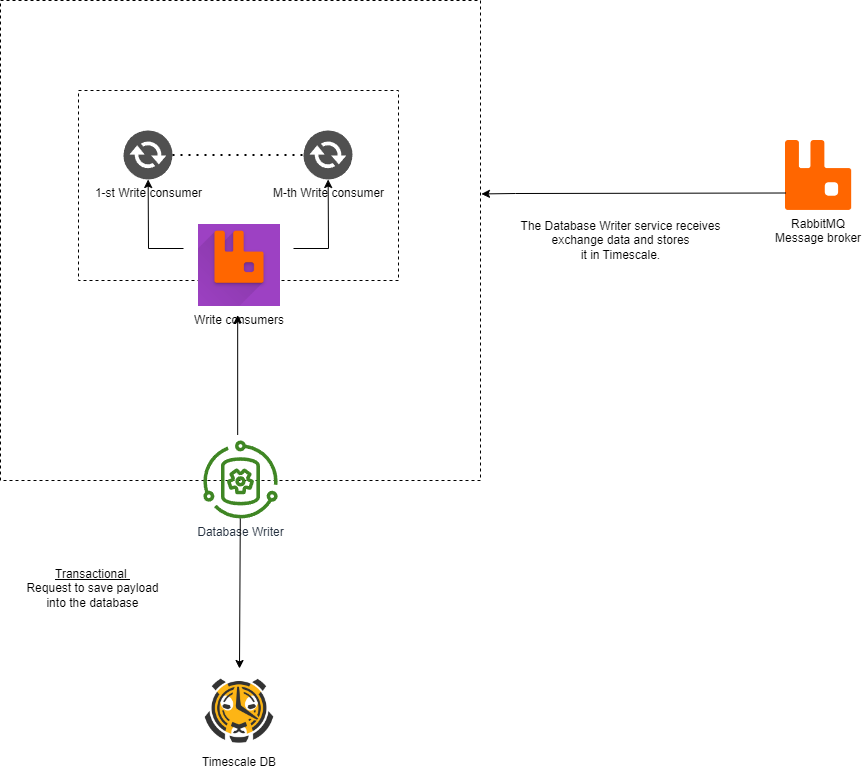 1-st Write consumer
M-th Write consumer
The Database Writer service receives
exchange data and stores
it in Timescale.
RabbitMQ
Message broker
Write consumers
Database Writer
Transactional
Request to save payload
into the database
Timescale DB